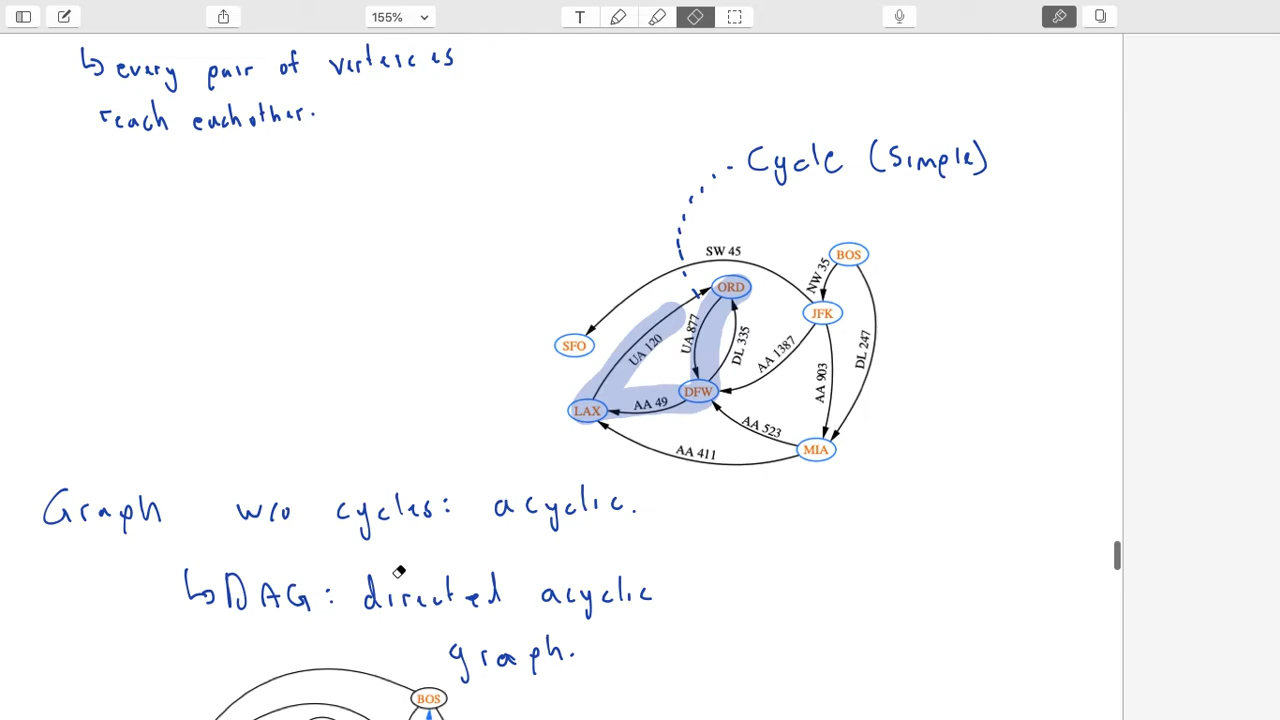 155%
T
↳ every pair of vertices
reach eachother.
Cycle (Simple)
SW 45
BOS
NW 35
ORD
JFK
UA 877
DL 335
DL 247
SFO
UA 120
AA 1387
AA 903
DFW
LAX
AA 49
AA 523
MIA
AA 411
Graph w/o cycles: acyclic.
↳ DAG: directed acyclic
graph.
BOS